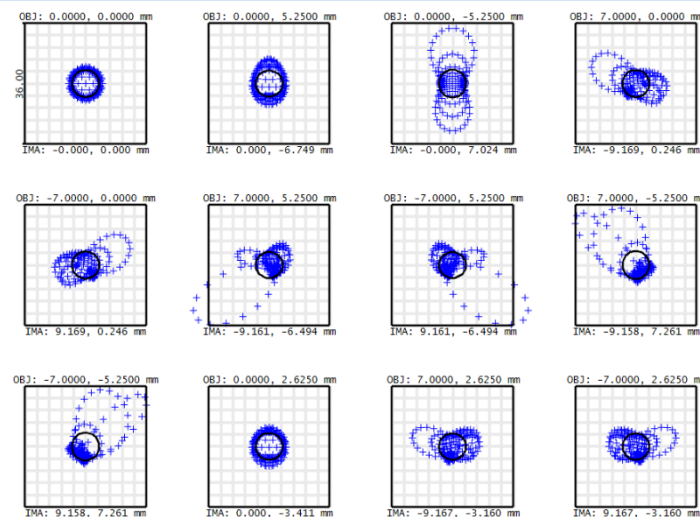 OBJ: 0.0000, 0.0000 mm
OBJ: 0.0000, 5.2500 mm
OBJ: 0.0000, -5.2500 mm
OBJ: 7.0000, 0.0000 mm
36.00
IMA: -0.000, 0.000 mm
IMA: 0.000, -6.749 mm
IMA: -0.000, 7.024 mm
IMA: -9.169, 0.246 mm
OBJ: -7.0000, 0.0000 mm
OBJ: 7.0000, 5.2500 mm
OBJ: -7.0000, 5.2500 mm
OBJ: 7.0000, -5.2500 mm
IMA: 9.169, 0.246 mm
IMA: -9.161, -6.494 mm
IMA: 9.161, -6.494 mm
IMA: -9.158, 7.261 mm
OBJ: -7.0000, -5.2500 mm
OBJ: 0.0000, 2.6250 mm
OBJ: 7.0000, 2.6250 mm
OBJ: -7.0000, 2.6250 mm
IMA: 9.158, 7.261 mm
IMA: 0.000, -3.411 mm
IMA: -9.167, -3.160 mm
IMA: 9.167, -3.160 mm